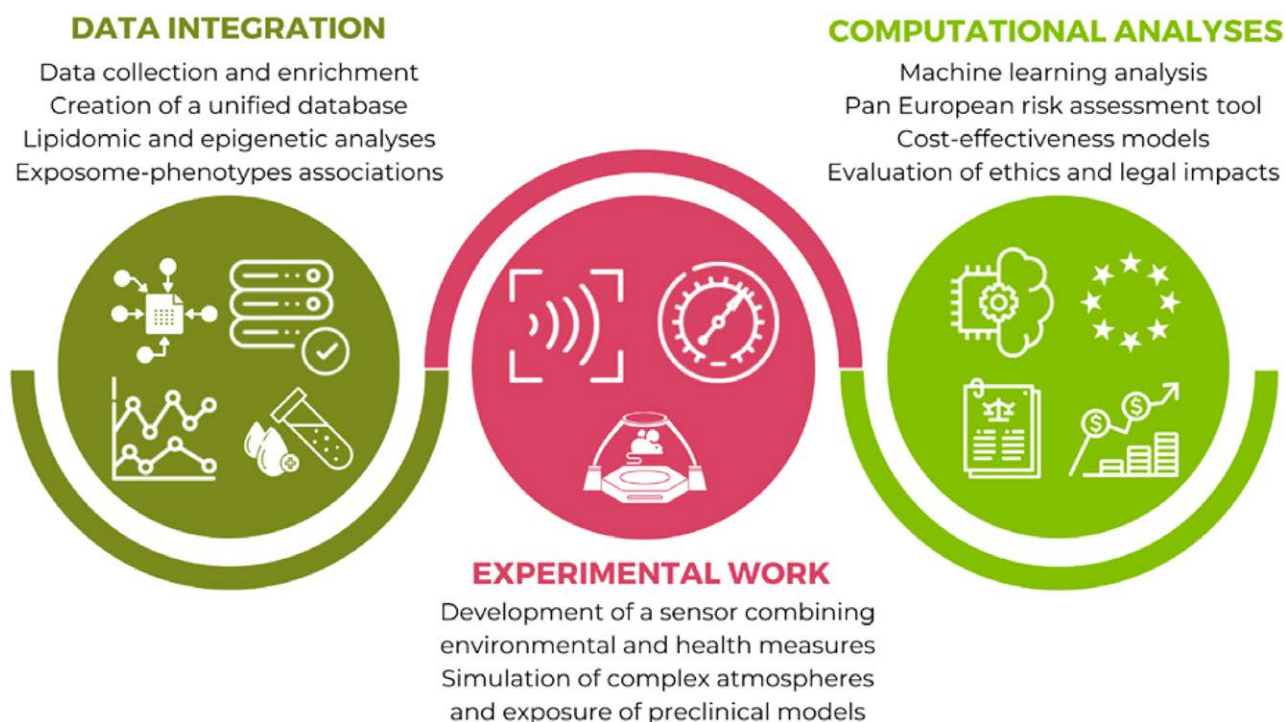 DATA INTEGRATION
Data collection and enrichment
Creation of a unified database
Lipidomic and epigenetic analyses
Exposome-phenotypes associations
COMPUTATIONAL ANALYSES
Machine learning analysis
Pan European risk assessment tool
Cost-effectiveness models
Evaluation of ethics and legal impacts
$
$
EXPERIMENTAL WORK
Development of a sensor combining
environmental and health measures
Simulation of complex atmospheres
and exposure of preclinical models